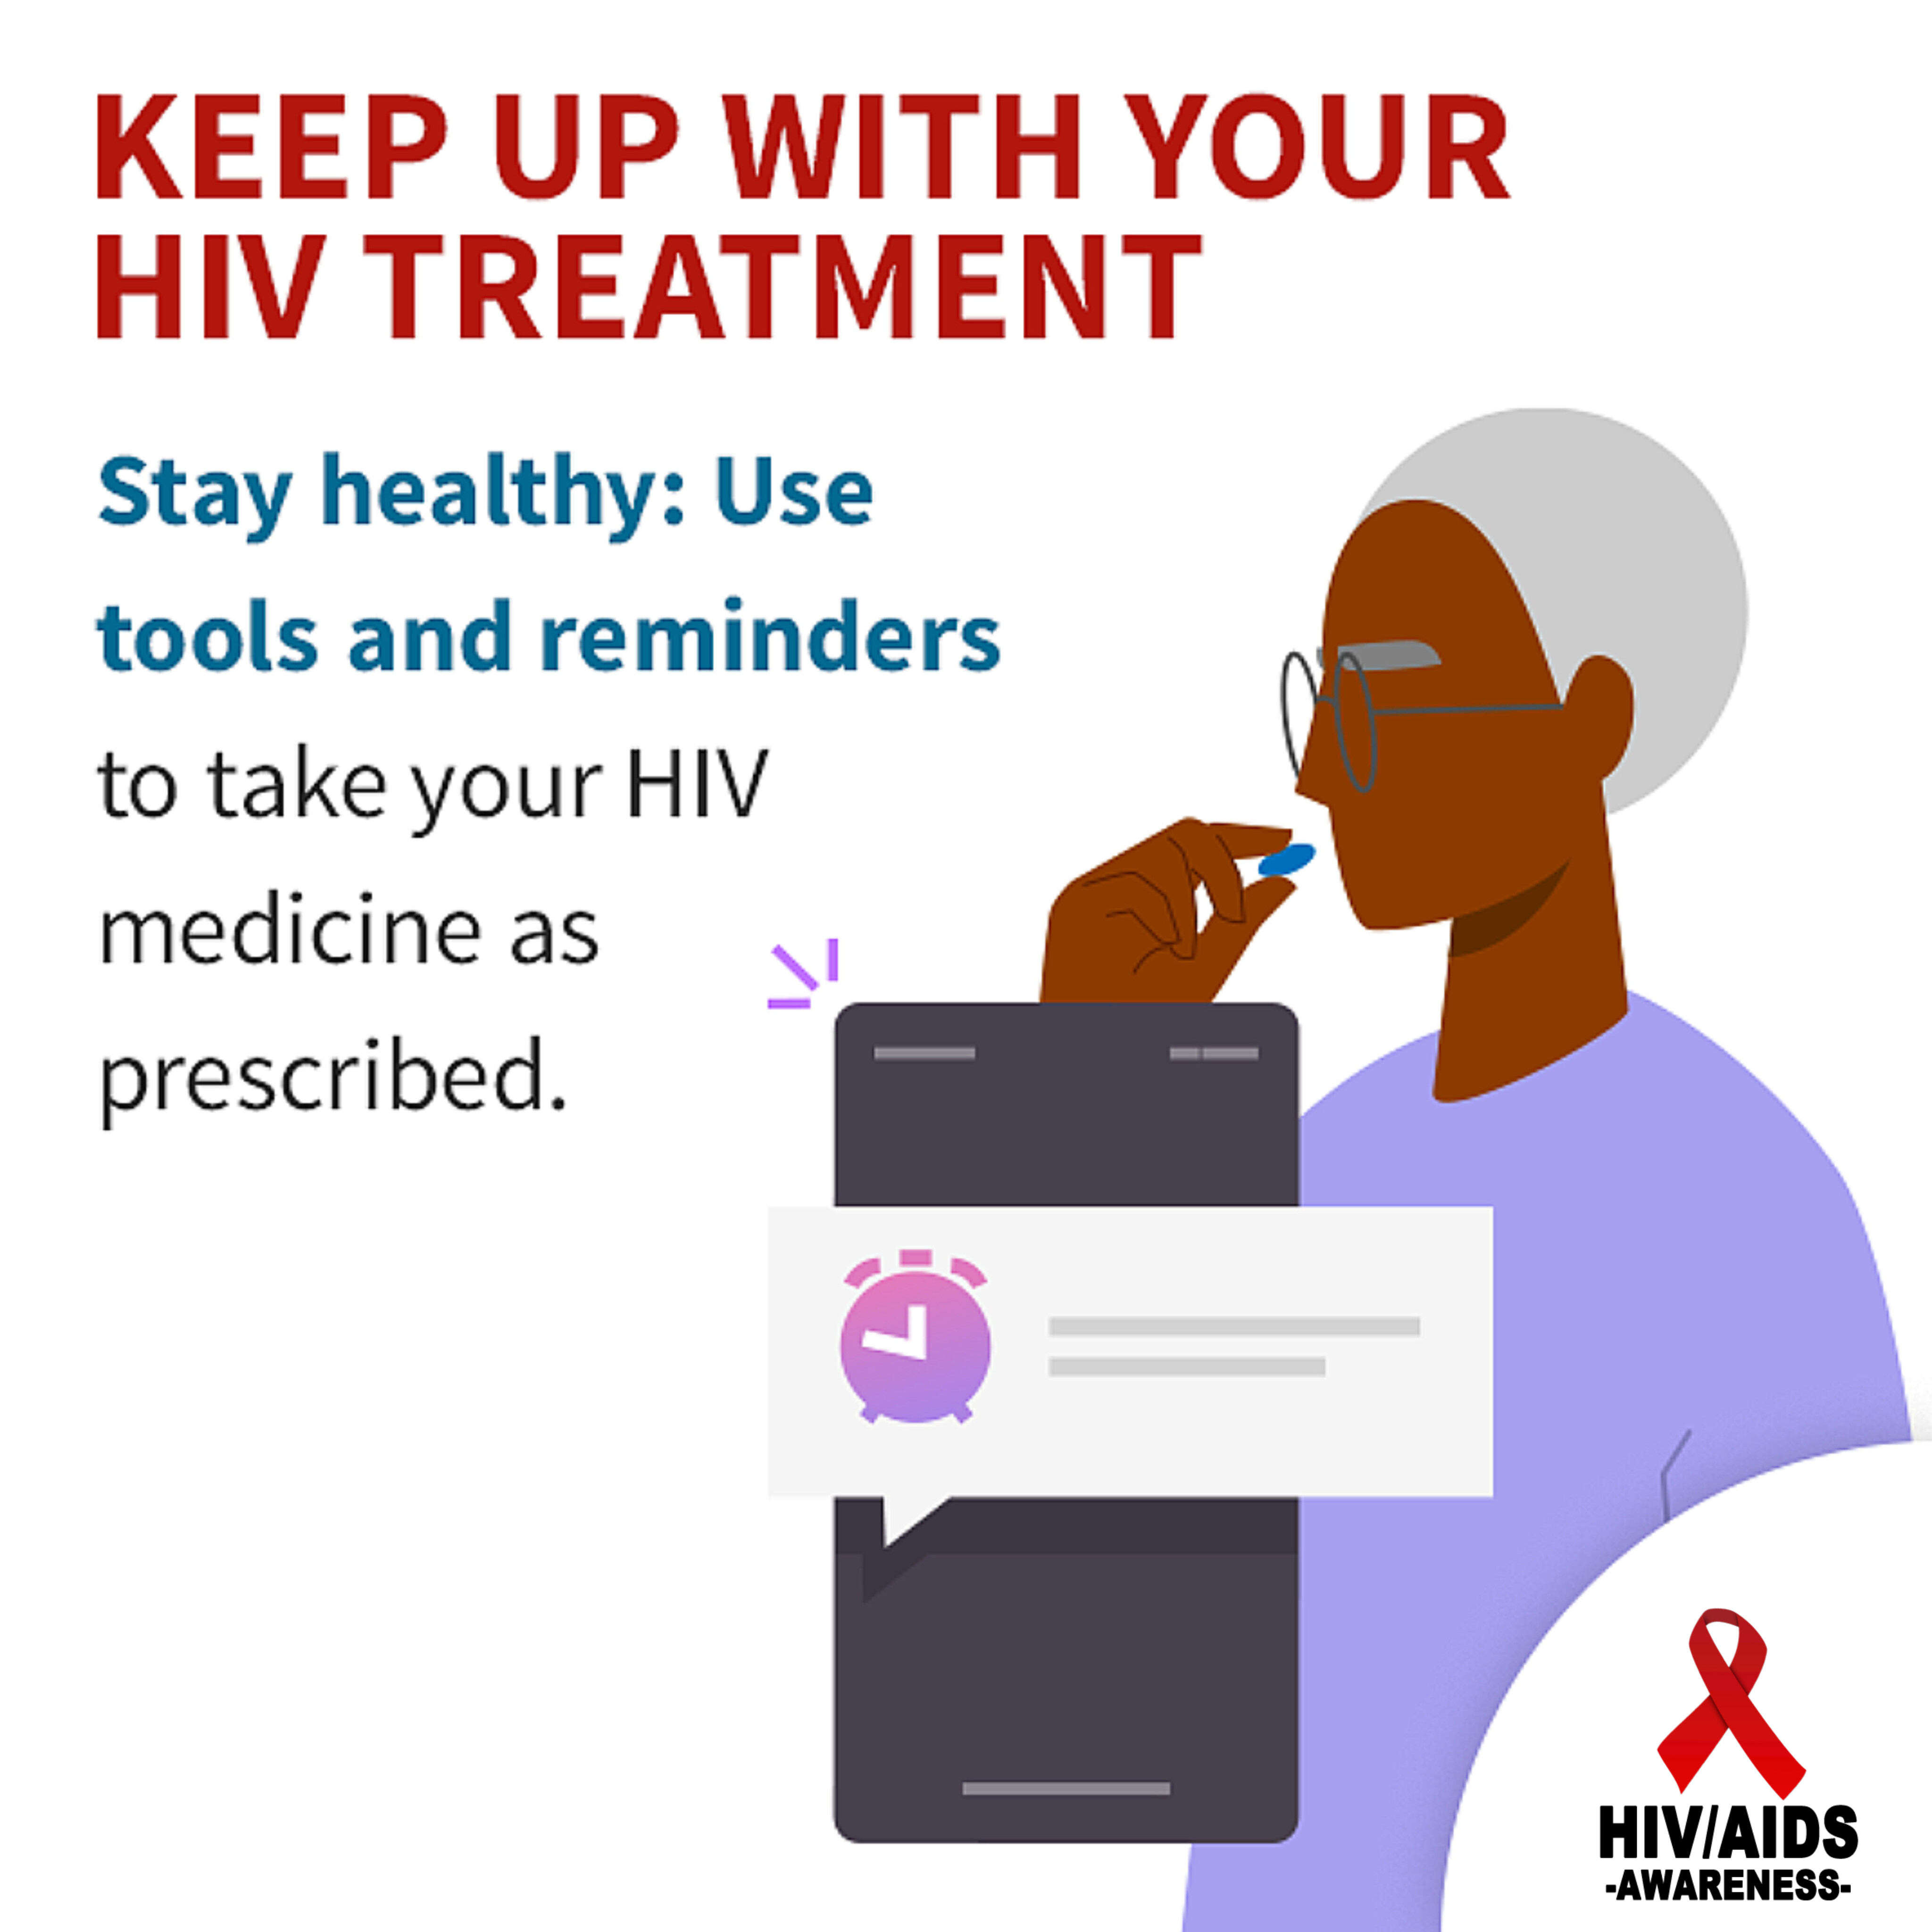 KEEP UP WITH YOUR
HIV TREATMENT
Stay healthy: Use
tools and reminders
to take your HIV
medicine as
prescribed.
HIV/AIDS
-AWARENESS-